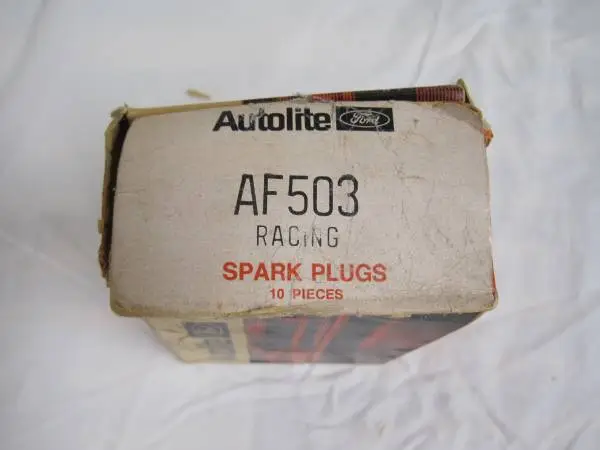 Autolite Ford
AF503
RACiNG
SPARK PLUGS
10 PIECES